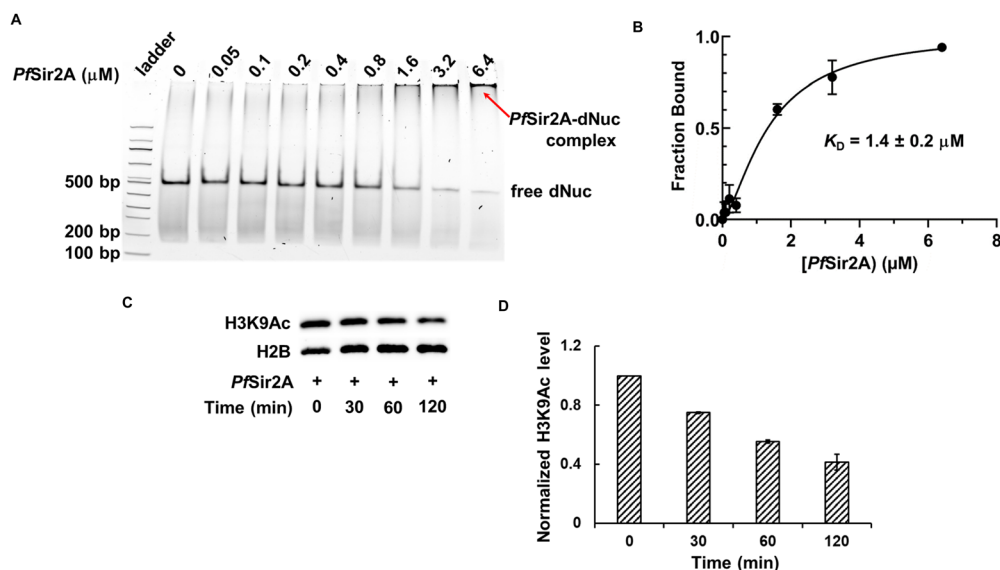 A
ladder
PfSir2A (µM) 0 0.05 0.1 0.2 0.4 0.8 1.6 3.2 6.4
PfSir2A-dNuc
complex
500 bp
free dNuc
200 bp
100 bp
B
1.0
0.5
0.0
Fraction Bound
KD = 1.4 ± 0.2 µM
0 2 4 6 8
[PfSir2A) (µM)
C
H3K9Ac
H2B
PfSir2A + + + +
Time (min) 0 30 60 120
D
Normalized H3K9Ac level
1.2
0.8
0.4
0
0 30 60 120
Time (min)